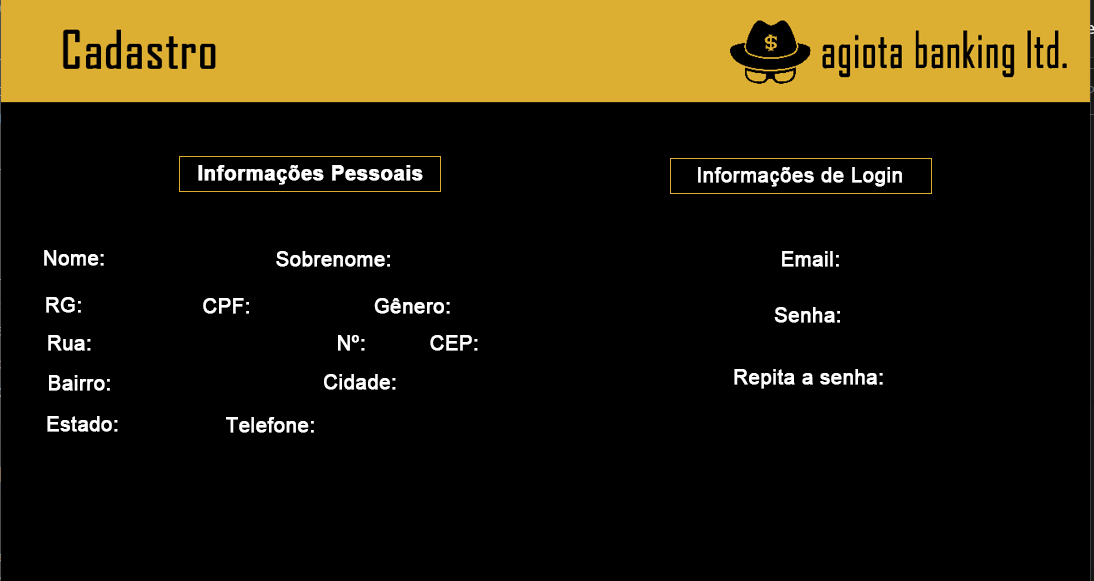 Cadastro
$
agiota banking ltd.
Informações Pessoais
Informações de Login
Nome: Sobrenome:
RG: CPF: Gênero:
Rua: Nº: CEP:
Bairro: Cidade:
Estado: Telefone:
Email:
Senha:
Repita a senha: